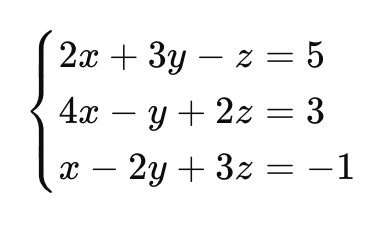 2x + 3y − z = 5
4x − y + 2z = 3
x − 2y + 3z = −1